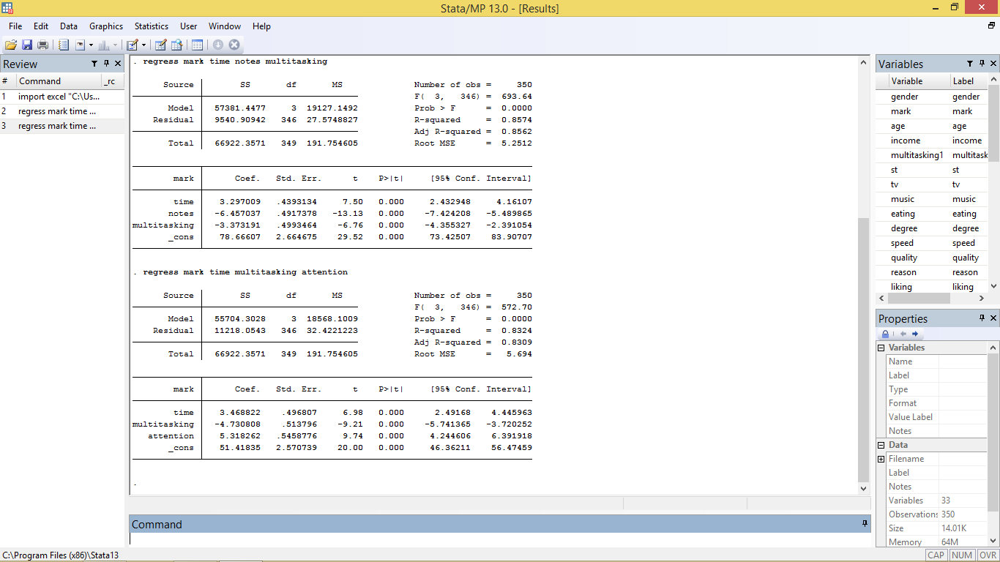 Stata/MP 13.0 - [Results]
File Edit Data Graphics Statistics User Window Help
Review
# Command _rc
1 import excel "C:\Us...
2 regress mark time ...
3 regress mark time ...
. regress mark time notes multitasking
Source SS df MS Number of obs = 350
F( 3, 346) = 693.64
Model 57381.4477 3 19127.1492 Prob > F = 0.0000
Residual 9540.90942 346 27.5748827 R-squared = 0.8574
Adj R-squared = 0.8562
Total 66922.3571 349 191.754605 Root MSE = 5.2512
mark Coef. Std. Err. t P>|t| [95% Conf. Interval]
time 3.297009 .4393134 7.50 0.000 2.432948 4.16107
notes -6.457037 .4917378 -13.13 0.000 -7.424208 -5.489865
multitasking -3.373191 .4993464 -6.76 0.000 -4.355327 -2.391054
_cons 78.66607 2.664675 29.52 0.000 73.42507 83.90707
. regress mark time multitasking attention
Source SS df MS Number of obs = 350
F( 3, 346) = 572.70
Model 55704.3028 3 18568.1009 Prob > F = 0.0000
Residual 11218.0543 346 32.4221223 R-squared = 0.8324
Adj R-squared = 0.8309
Total 66922.3571 349 191.754605 Root MSE = 5.694
mark Coef. Std. Err. t P>|t| [95% Conf. Interval]
time 3.468822 .496807 6.98 0.000 2.49168 4.445963
multitasking -4.730808 .513796 -9.21 0.000 -5.741365 -3.720252
attention 5.318262 .5458776 9.74 0.000 4.244606 6.391918
_cons 51.41835 2.570739 20.00 0.000 46.36211 56.47459
.
Command
Variables
Variable Label
gender gender
mark mark
age age
income income
multitasking1 multitask
st st
tv tv
music music
eating eating
degree degree
speed speed
quality quality
reason reason
liking liking
Properties
Variables
Name
Label
Type
Format
Value Label
Notes
Data
Filename
Label
Notes
Variables 33
Observations 350
Size 14.01K
Memory 64M
C:\Program Files (x86)\Stata13
CAP NUM OVR